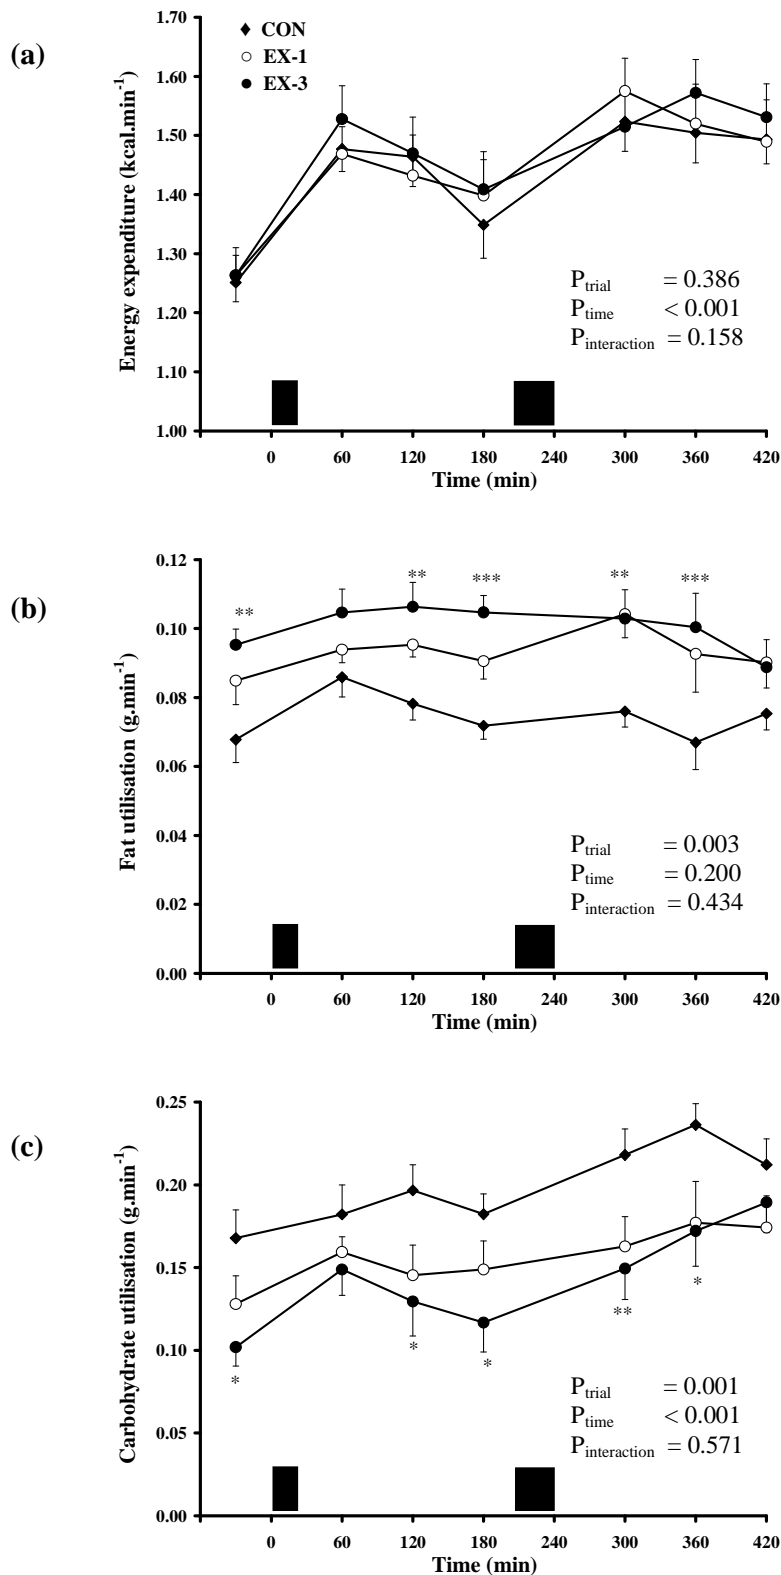 (a)
Energy expenditure (kcal.min-1)
1.70
1.60
1.50
1.40
1.30
1.20
1.10
1.00
CON
EX-1
EX-3
Ptrial = 0.386
Ptime < 0.001
Pinteraction = 0.158
0 60 120 180 240 300 360 420
Time (min)
(b)
Fat utilisation (g.min-1)
0.12
0.10
0.08
0.06
0.04
0.02
0.00
** ** *** ** ***
Ptrial = 0.003
Ptime = 0.200
Pinteraction = 0.434
0 60 120 180 240 300 360 420
Time (min)
(c)
Carbohydrate utilisation (g.min-1)
0.25
0.20
0.15
0.10
0.05
0.00
* * * ** *
Ptrial = 0.001
Ptime < 0.001
Pinteraction = 0.571
0 60 120 180 240 300 360 420
Time (min)